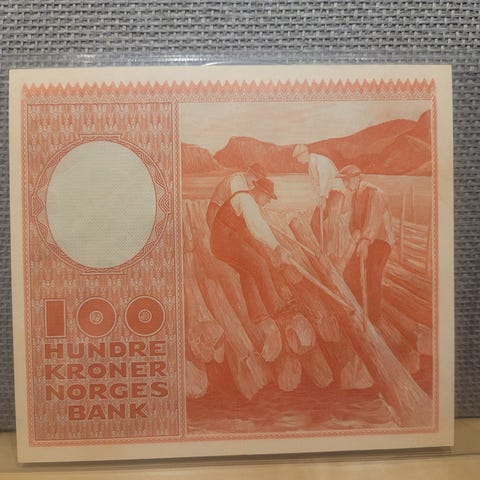 100
HUNDRE
KRONER
NORGES
BANK